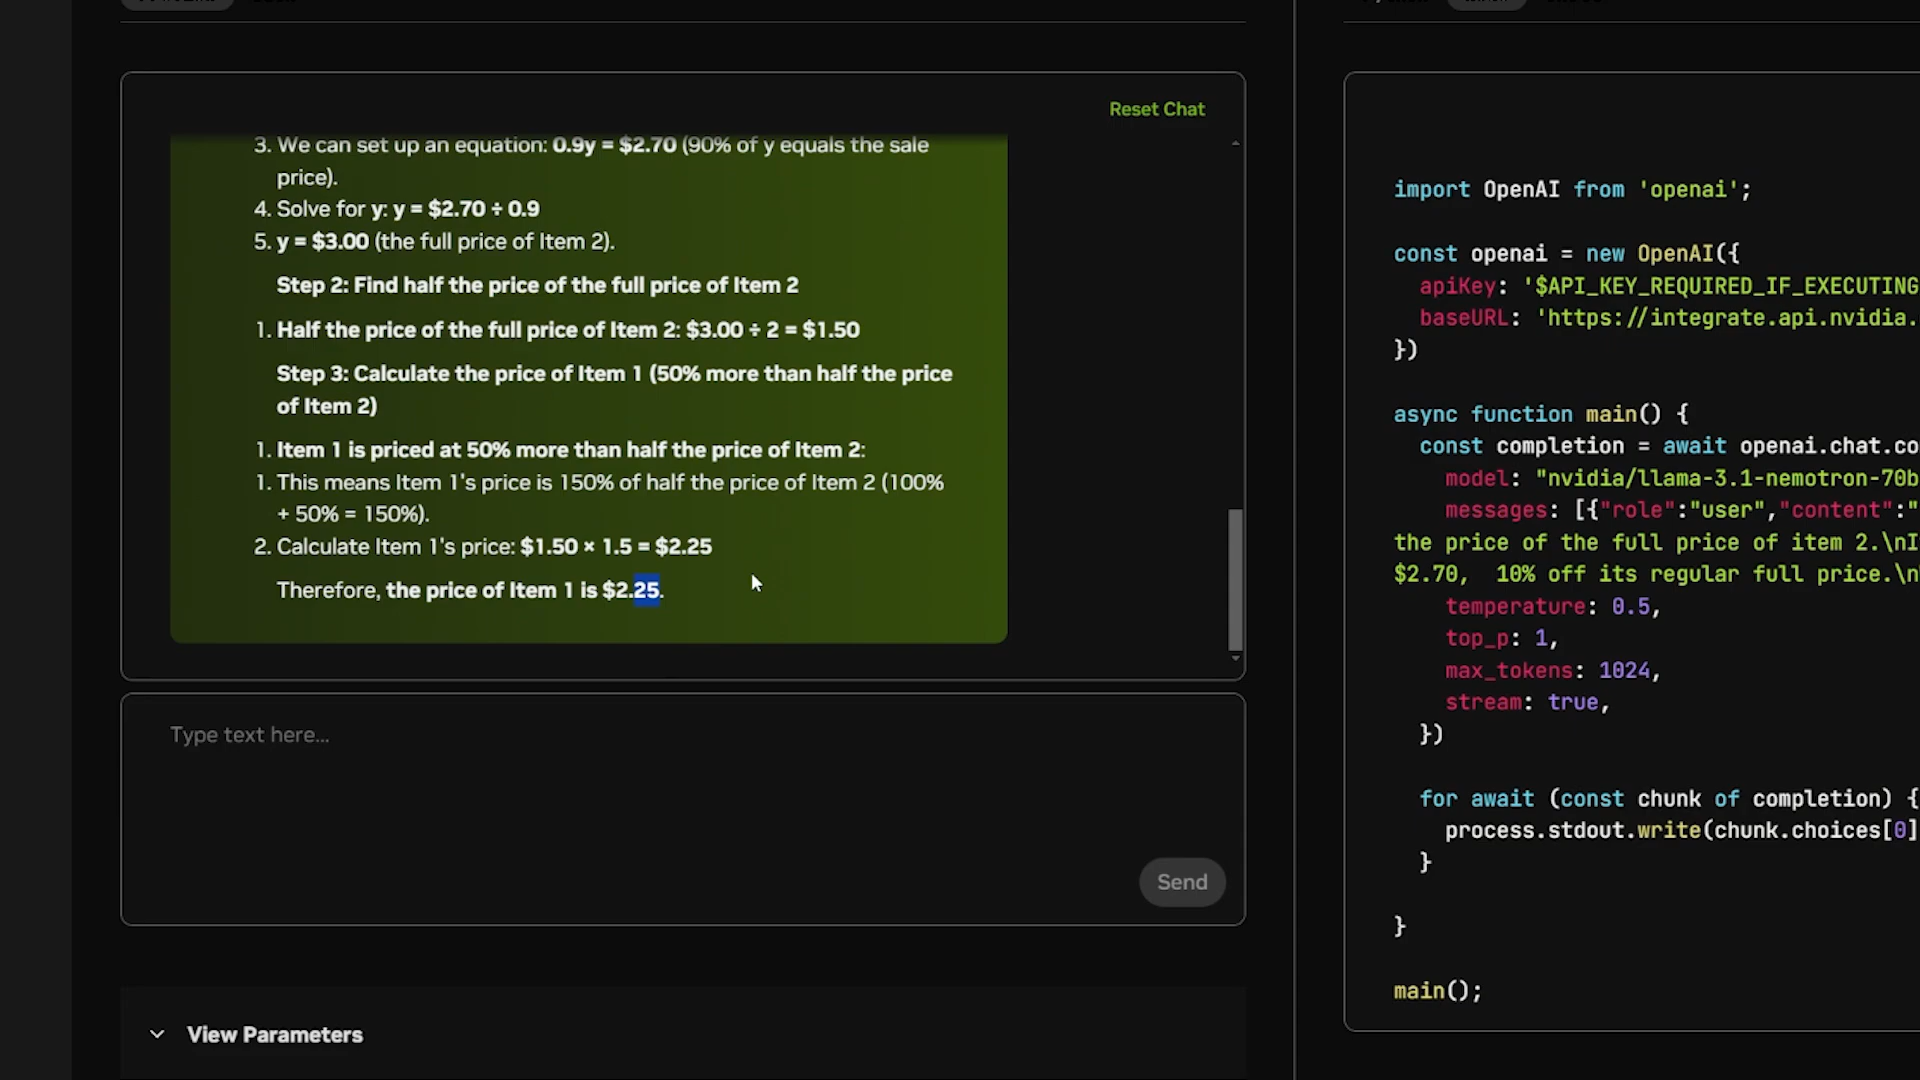 Reset Chat
3. We can set up an equation: 0.9y = $2.70 (90% of y equals the sale
price).
4. Solve for y: y = $2.70 ÷ 0.9
5. y = $3.00 (the full price of Item 2).
Step 2: Find half the price of the full price of Item 2
1. Half the price of the full price of Item 2: $3.00 ÷ 2 = $1.50
Step 3: Calculate the price of Item 1 (50% more than half the price
of Item 2)
1. Item 1 is priced at 50% more than half the price of Item 2:
1. This means Item 1's price is 150% of half the price of Item 2 (100%
+ 50% = 150%).
2. Calculate Item 1's price: $1.50 × 1.5 = $2.25
Therefore, the price of Item 1 is $2.25.
Type text here...
Send
View Parameters
import OpenAI from 'openai';
const openai = new OpenAI({
apiKey: '$API_KEY_REQUIRED_IF_EXECUTING
baseURL: 'https://integrate.api.nvidia.
})
async function main() {
const completion = await openai.chat.co
model: "nvidia/llama-3.1-nemotron-70b
messages: [{"role":"user","content":"
the price of the full price of item 2.\nI
$2.70,  10% off its regular full price.\n
temperature: 0.5,
top_p: 1,
max_tokens: 1024,
stream: true,
})
for await (const chunk of completion) {
process.stdout.write(chunk.choices[0]
}
}
main();